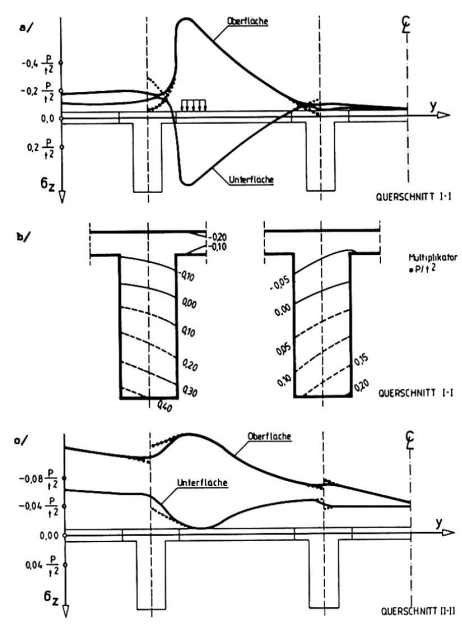 a/
Oberfläche
-0,4 P/t²
-0,2 P/t²
0,0
0,2 P/t²
σz
y
Unterfläche
QUERSCHNITT I-I
b/
-0,20
-0,10
-0,10
0,00
0,10
0,20
0,30
0,40
-0,05
0,00
0,05
0,10
0,15
0,20
Multiplikator
• P/t²
QUERSCHNITT I-I
c/
Oberfläche
Unterfläche
-0,08 P/t²
-0,04 P/t²
0,00
0,04 P/t²
σz
y
QUERSCHNITT II-II